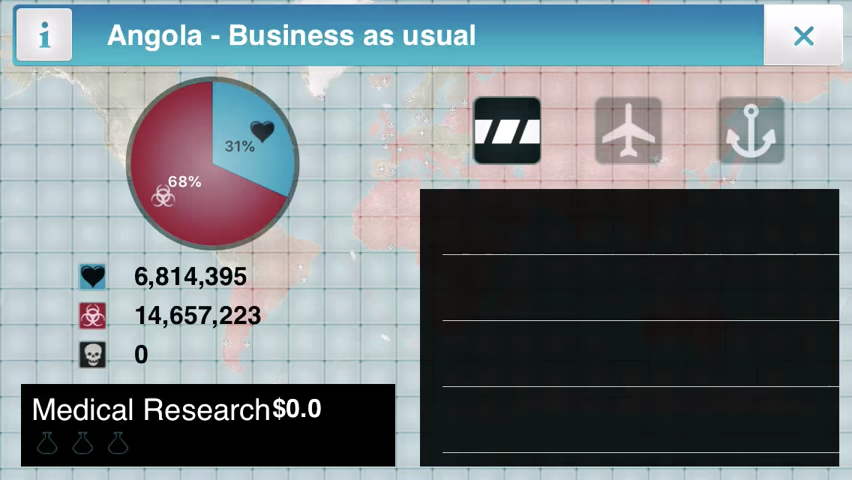 i Angola - Business as usual
31%
68%
6,814,395
14,657,223
0
Medical Research$0.0